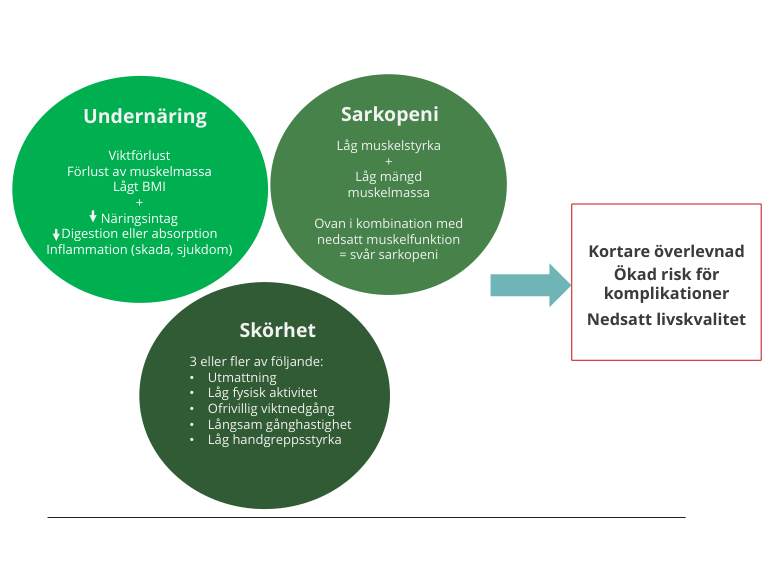 Undernäring
Viktförlust
Förlust av muskelmassa
Lågt BMI
+
Näringsintag
Digestion eller absorption
Inflammation (skada, sjukdom)
Sarkopeni
Låg muskelstyrka
+
Låg mängd
muskelmassa
Ovan i kombination med
nedsatt muskelfunktion
= svår sarkopeni
Skörhet
3 eller fler av följande:
• Utmattning
• Låg fysisk aktivitet
• Ofrivillig viktnedgång
• Långsam gånghastighet
• Låg handgreppsstyrka
Kortare överlevnad
Ökad risk för
komplikationer
Nedsatt livskvalitet